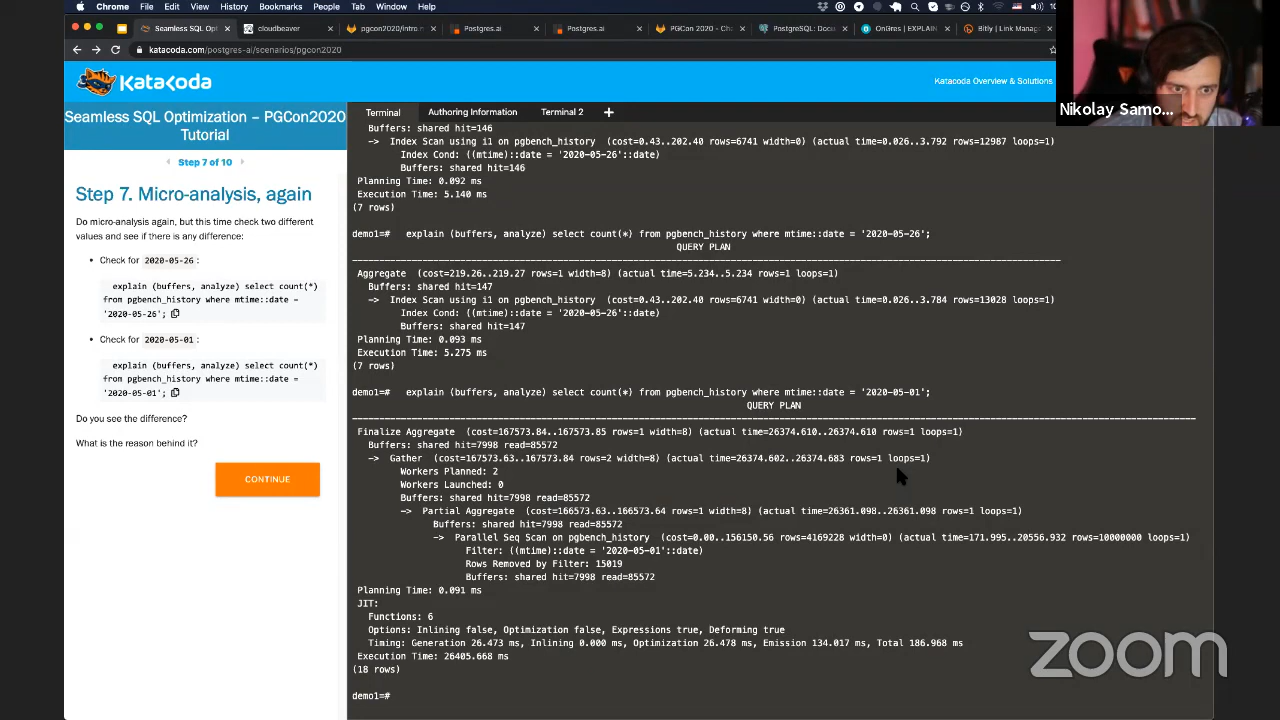 Chrome File Edit View History Bookmarks People Tab Window Help
Seamless SQL Opt
cloudbeaver
pgcon2020/intro.m
Postgres.ai
Postgres.ai
PGCon 2020 - Ch
PostgreSQL: Docu
OnGres | EXPLAIN
Bitly | Link Manag
katacoda.com/postgres-ai/scenarios/pgcon2020
Katacoda
Katacoda Overview & Solutions
Nikolay Samo...
Seamless SQL Optimization – PGCon2020
Tutorial
Step 7 of 10
Step 7. Micro-analysis, again
Do micro-analysis again, but this time check two different
values and see if there is any difference:
Check for 2020-05-26 :
explain (buffers, analyze) select count(*)
from pgbench_history where mtime::date =
'2020-05-26';
Check for 2020-05-01 :
explain (buffers, analyze) select count(*)
from pgbench_history where mtime::date =
'2020-05-01';
Do you see the difference?
What is the reason behind it?
CONTINUE
Terminal Authoring Information Terminal 2 +
Buffers: shared hit=146
-> Index Scan using i1 on pgbench_history (cost=0.43..202.40 rows=6741 width=0) (actual time=0.026..3.792 rows=12987 loops=1)
Index Cond: ((mtime)::date = '2020-05-26'::date)
Buffers: shared hit=146
Planning Time: 0.092 ms
Execution Time: 5.140 ms
(7 rows)
demo1=# explain (buffers, analyze) select count(*) from pgbench_history where mtime::date = '2020-05-26';
QUERY PLAN
Aggregate (cost=219.26..219.27 rows=1 width=8) (actual time=5.234..5.234 rows=1 loops=1)
Buffers: shared hit=147
-> Index Scan using i1 on pgbench_history (cost=0.43..202.40 rows=6741 width=0) (actual time=0.026..3.784 rows=13028 loops=1)
Index Cond: ((mtime)::date = '2020-05-26'::date)
Buffers: shared hit=147
Planning Time: 0.093 ms
Execution Time: 5.275 ms
(7 rows)
demo1=# explain (buffers, analyze) select count(*) from pgbench_history where mtime::date = '2020-05-01';
QUERY PLAN
Finalize Aggregate (cost=167573.84..167573.85 rows=1 width=8) (actual time=26374.610..26374.610 rows=1 loops=1)
Buffers: shared hit=7998 read=85572
-> Gather (cost=167573.63..167573.84 rows=2 width=8) (actual time=26374.602..26374.683 rows=1 loops=1)
Workers Planned: 2
Workers Launched: 0
Buffers: shared hit=7998 read=85572
-> Partial Aggregate (cost=166573.63..166573.64 rows=1 width=8) (actual time=26361.098..26361.098 rows=1 loops=1)
Buffers: shared hit=7998 read=85572
-> Parallel Seq Scan on pgbench_history (cost=0.00..156150.56 rows=4169228 width=0) (actual time=171.995..20556.932 rows=10000000 loops=1)
Filter: ((mtime)::date = '2020-05-01'::date)
Rows Removed by Filter: 15019
Buffers: shared hit=7998 read=85572
Planning Time: 0.091 ms
JIT:
Functions: 6
Options: Inlining false, Optimization false, Expressions true, Deforming true
Timing: Generation 26.473 ms, Inlining 0.000 ms, Optimization 26.478 ms, Emission 134.017 ms, Total 186.968 ms
Execution Time: 26405.668 ms
(18 rows)
demo1=#
zoom